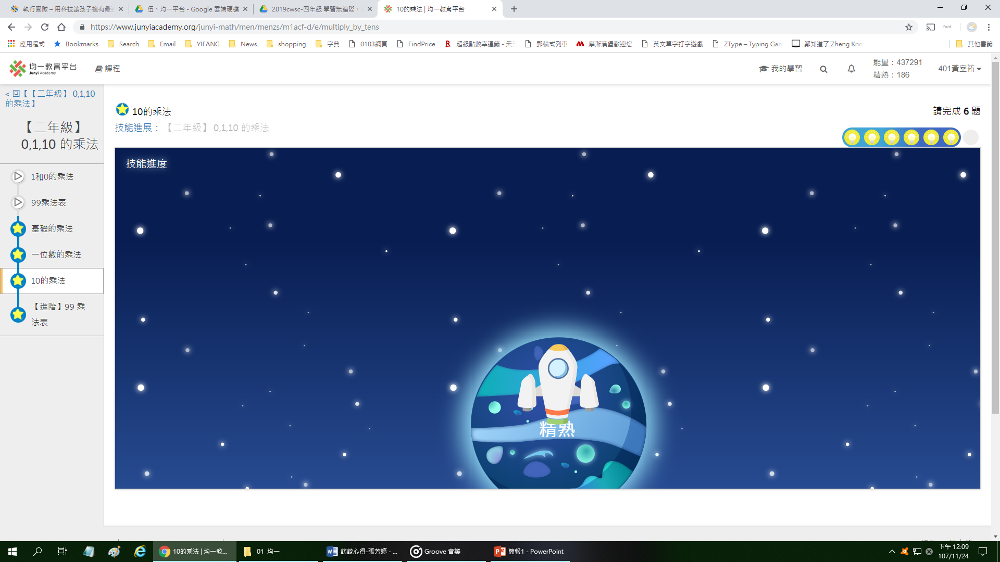 執行團隊 – 用科技讓孩子擁有最
伍、均一平台 - Google 雲端硬碟
2019cwsc-四年級 學習無邊際，
10的乘法 | 均一教育平台
https://www.junyiacademy.org/junyi-math/men/menzs/m1acf-d/e/multiply_by_tens
font
應用程式 Bookmarks Search Email YIFANG News shopping 字典 0103網頁 FindPrice 超級點數幸運籤 - 天 郵輪式列車 摩斯漢堡歡迎您 英文單字打字遊戲 ZType – Typing Gam 鄭知道了 Zheng Kno 其他書籤
均一教育平台
Junyi Academy
課程
我的學習
能量：437291
精熟：186
401黃室祐
< 回【【二年級】 0,1,10
的乘法】
【二年級】
0,1,10 的乘法
1和0的乘法
99乘法表
基礎的乘法
一位數的乘法
10的乘法
【進階】99 乘
法表
10的乘法
請完成 6 題
技能進展： 【二年級】 0,1,10 的乘法
技能進度
精熟
10的乘法 | 均一教...
01 均一
訪談心得-張芳婷 - ...
Groove 音樂
簡報1 - PowerPoint
下午 12:09
107/11/24